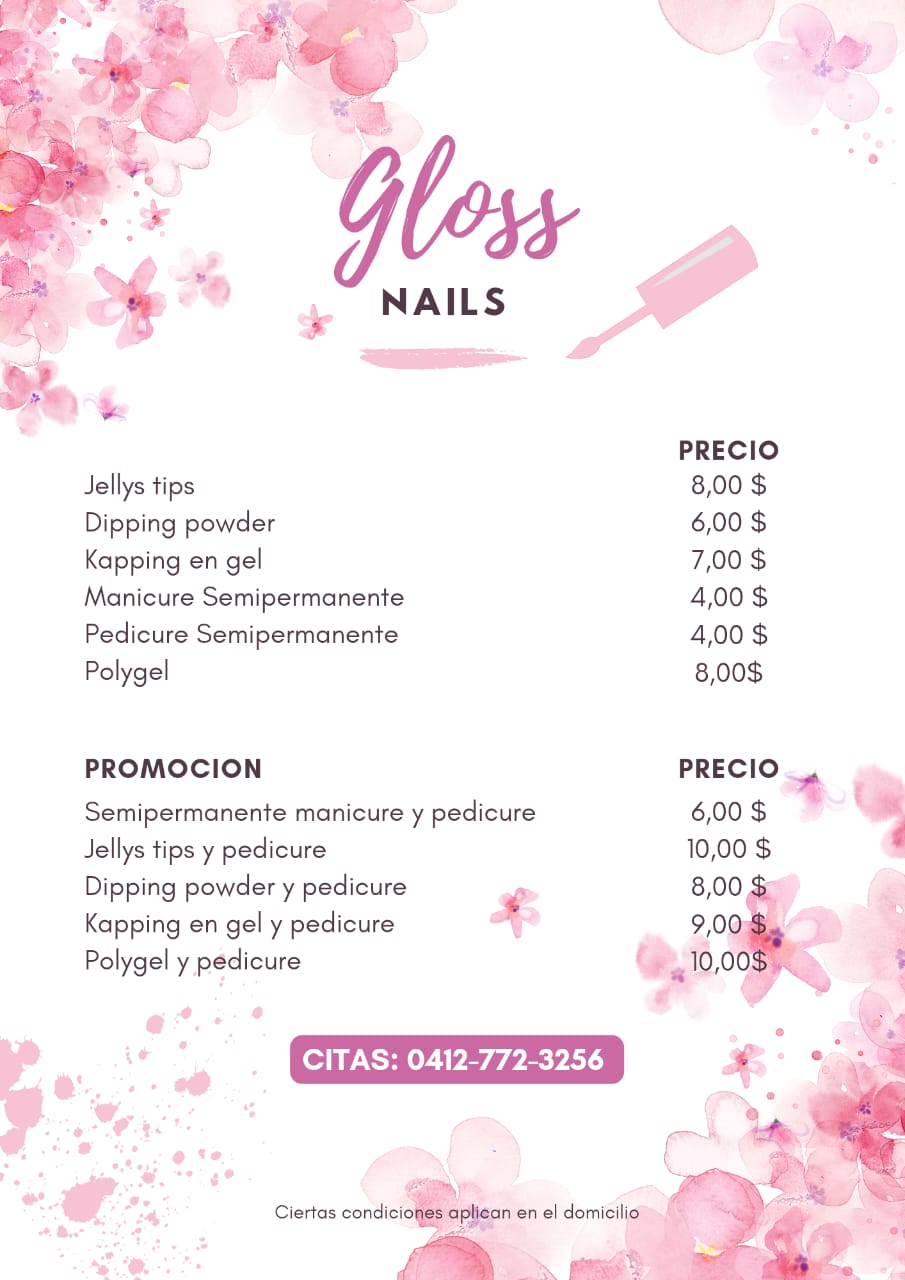 Gloss
NAILS
PRECIO
Jellys tips 8,00 $
Dipping powder 6,00 $
Kapping en gel 7,00 $
Manicure Semipermanente 4,00 $
Pedicure Semipermanente 4,00 $
Polygel 8,00$
PROMOCION PRECIO
Semipermanente manicure y pedicure 6,00 $
Jellys tips y pedicure 10,00 $
Dipping powder y pedicure 8,00 $
Kapping en gel y pedicure 9,00 $
Polygel y pedicure 10,00$
CITAS: 0412-772-3256
Ciertas condiciones aplican en el domicilio